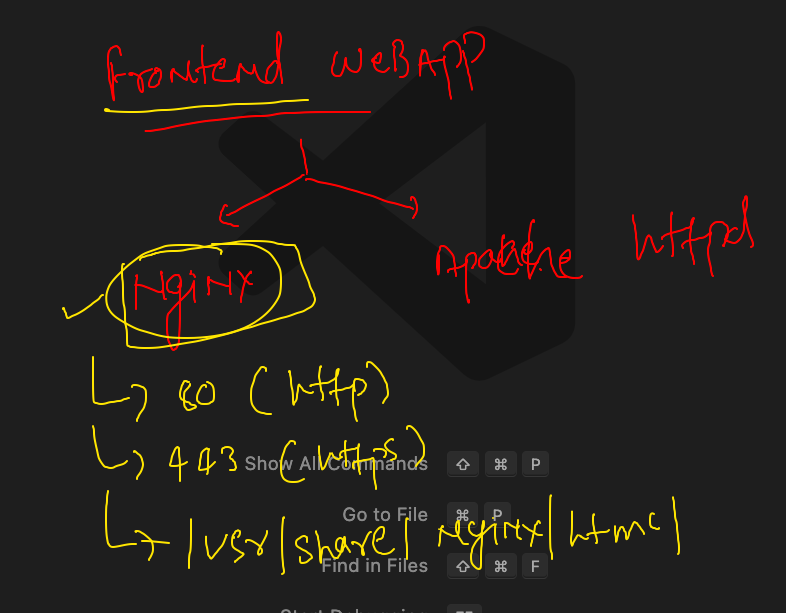 Frontend WeBAPP
Nginx
Apache httpd
80 (http)
443 (https)
Show All Commands ⇧ ⌘ P
Go to File ⌘ P
/usr/share/nginx/html/
Find in Files ⇧ ⌘ F
Start Debugging